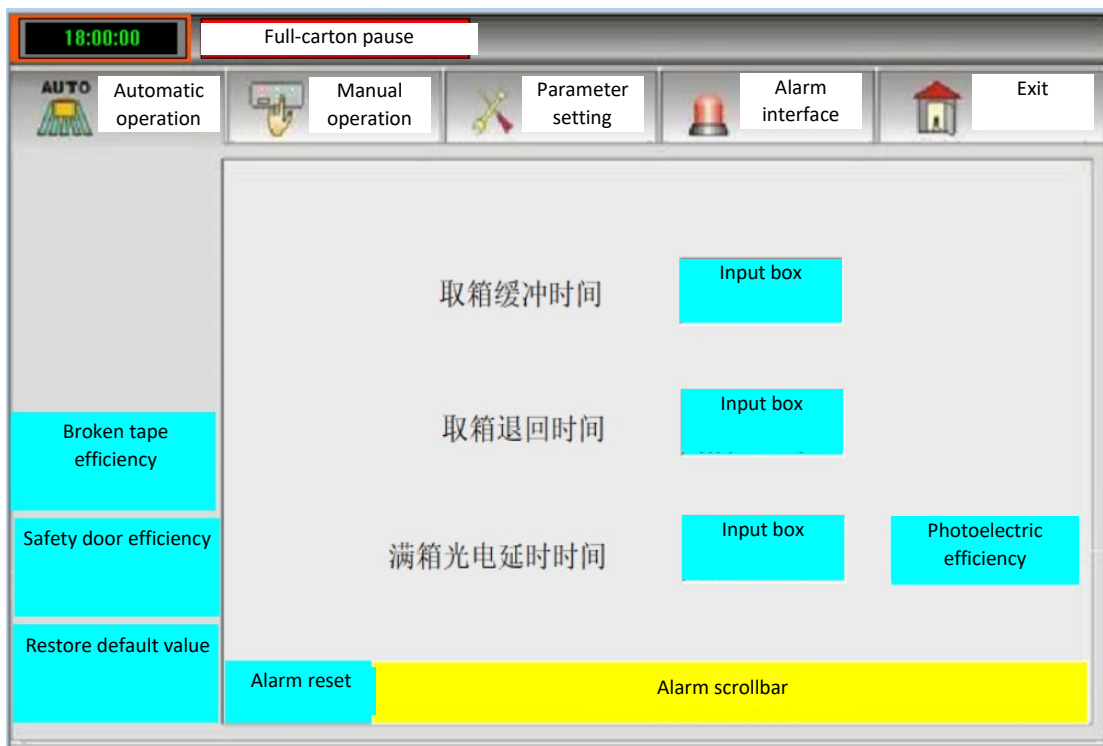 18:00:00
Full-carton pause
AUTO
Automatic
operation
Manual
operation
Parameter
setting
Alarm
interface
Exit
取箱缓冲时间
Input box
取箱退回时间
Input box
Broken tape
efficiency
满箱光电延时时间
Input box
Photoelectric
efficiency
Safety door efficiency
Restore default value
Alarm reset
Alarm scrollbar